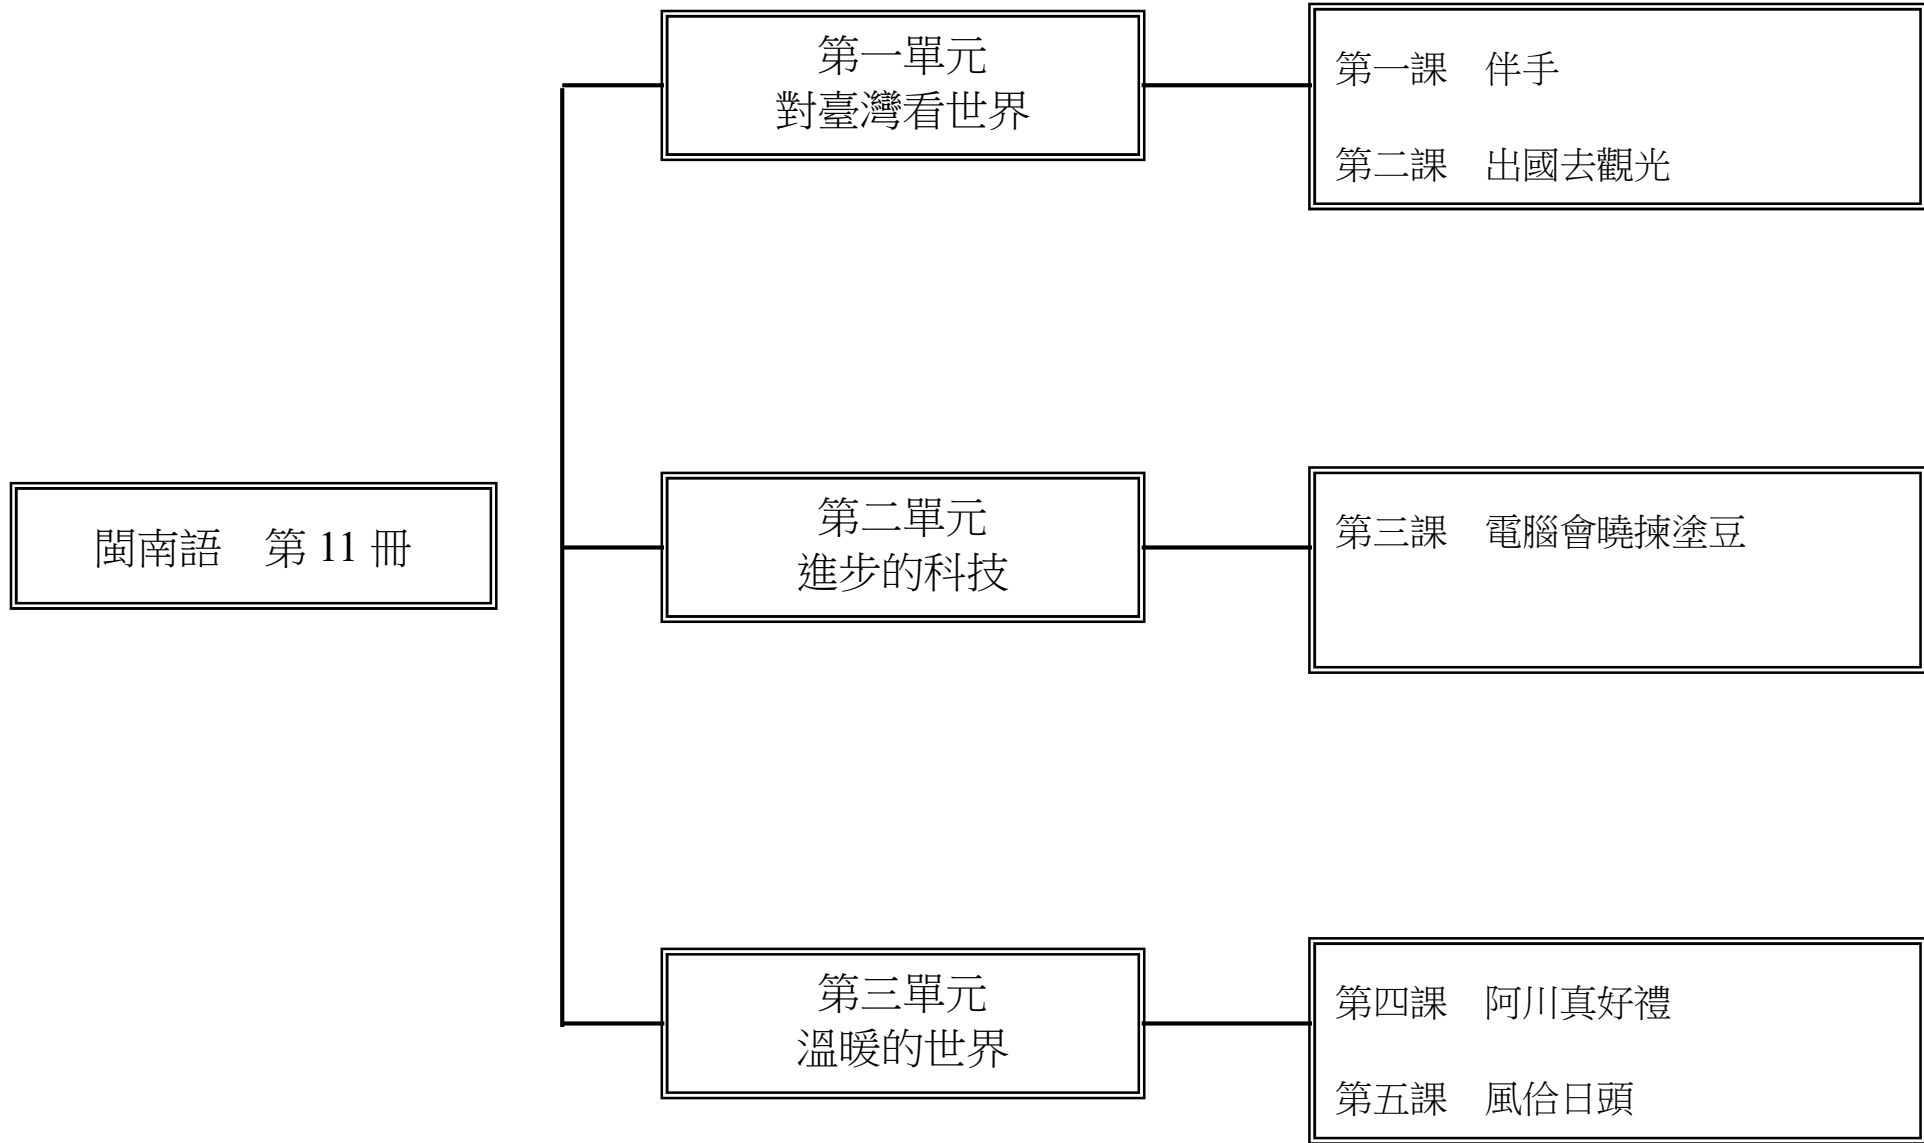 閩南語　第 11 冊
第一單元
對臺灣看世界
第一課　伴手
第二課　出國去觀光
第二單元
進步的科技
第三課　電腦會曉揀塗豆
第三單元
溫暖的世界
第四課　阿川真好禮
第五課　風佮日頭